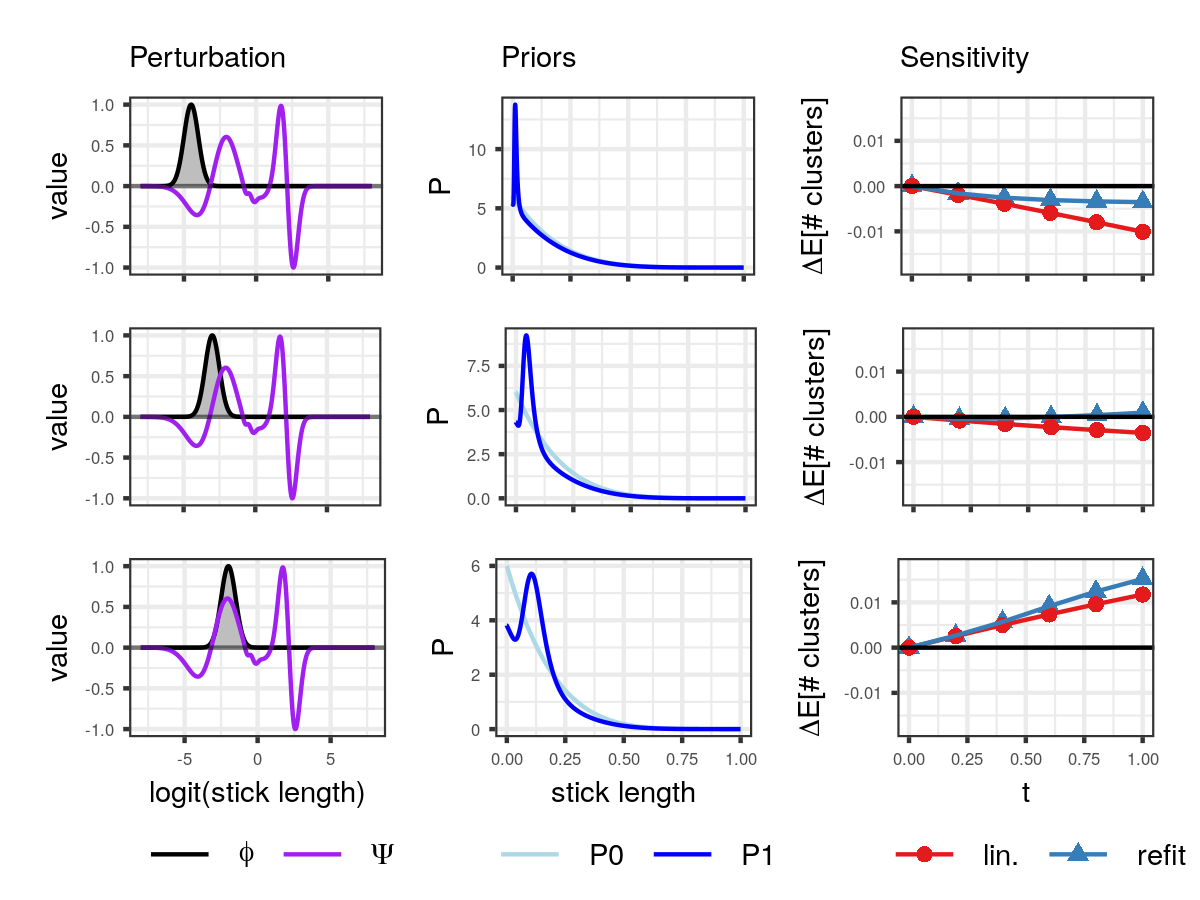 Perturbation Priors Sensitivity
value
1.0
0.5
0.0
-0.5
-1.0
P
10
5
0
ΔE[# clusters]
0.01
0.00
-0.01
value
1.0
0.5
0.0
-0.5
-1.0
P
7.5
5.0
2.5
0.0
ΔE[# clusters]
0.01
0.00
-0.01
value
1.0
0.5
0.0
-0.5
-1.0
P
6
4
2
0
ΔE[# clusters]
0.01
0.00
-0.01
-5 0 5
0.00 0.25 0.50 0.75 1.00
0.00 0.25 0.50 0.75 1.00
logit(stick length) stick length t
ϕ Ψ P0 P1 lin. refit